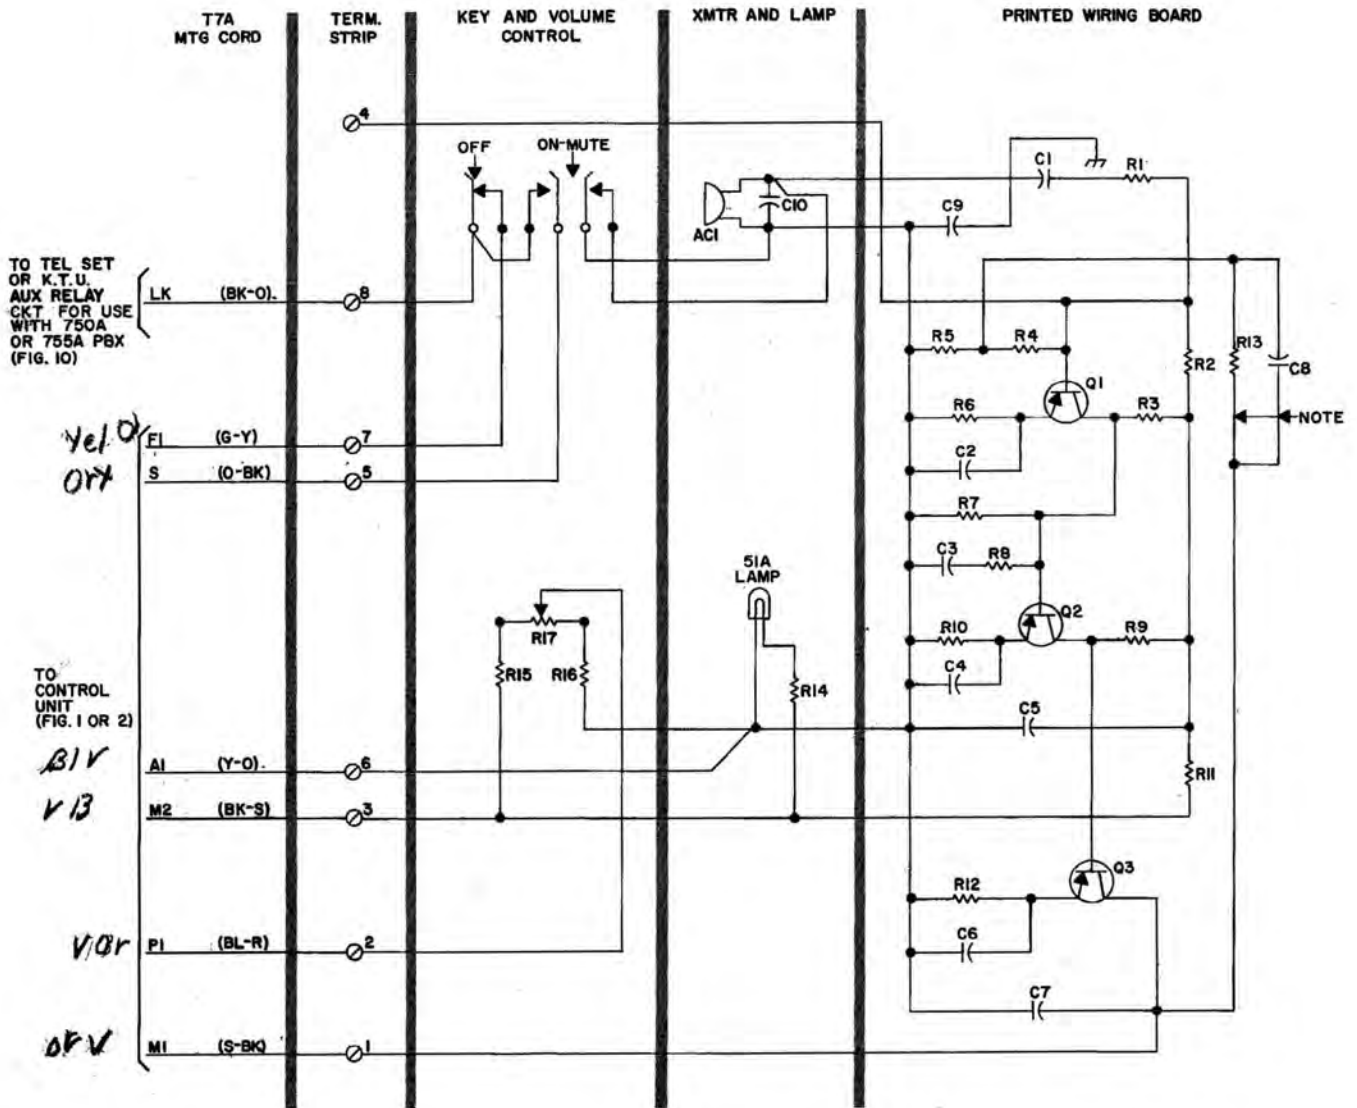 T7A
MTG CORD
TERM.
STRIP
KEY AND VOLUME
CONTROL
XMTR AND LAMP
PRINTED WIRING BOARD
4
OFF
ON-MUTE
C1
R1
C10
C9
AC1
TO TEL SET
OR K.T.U.
AUX RELAY
CKT FOR USE
WITH 750A
OR 755A PBX
(FIG. 10)
LK (BK-O).
8
R5
R4
R2
R13
C8
Q1
R6
R3
NOTE
F1 (G-Y)
7
C2
S (O-BK)
5
R7
C3
R8
51A
LAMP
Q2
R17
R10
R9
R15
R16
C4
R14
TO
CONTROL
UNIT
(FIG. 1 OR 2)
C5
A1 (Y-O).
6
R11
M2 (BK-S)
3
Q3
R12
P1 (BL-R)
2
C6
C7
M1 (S-BK)
1